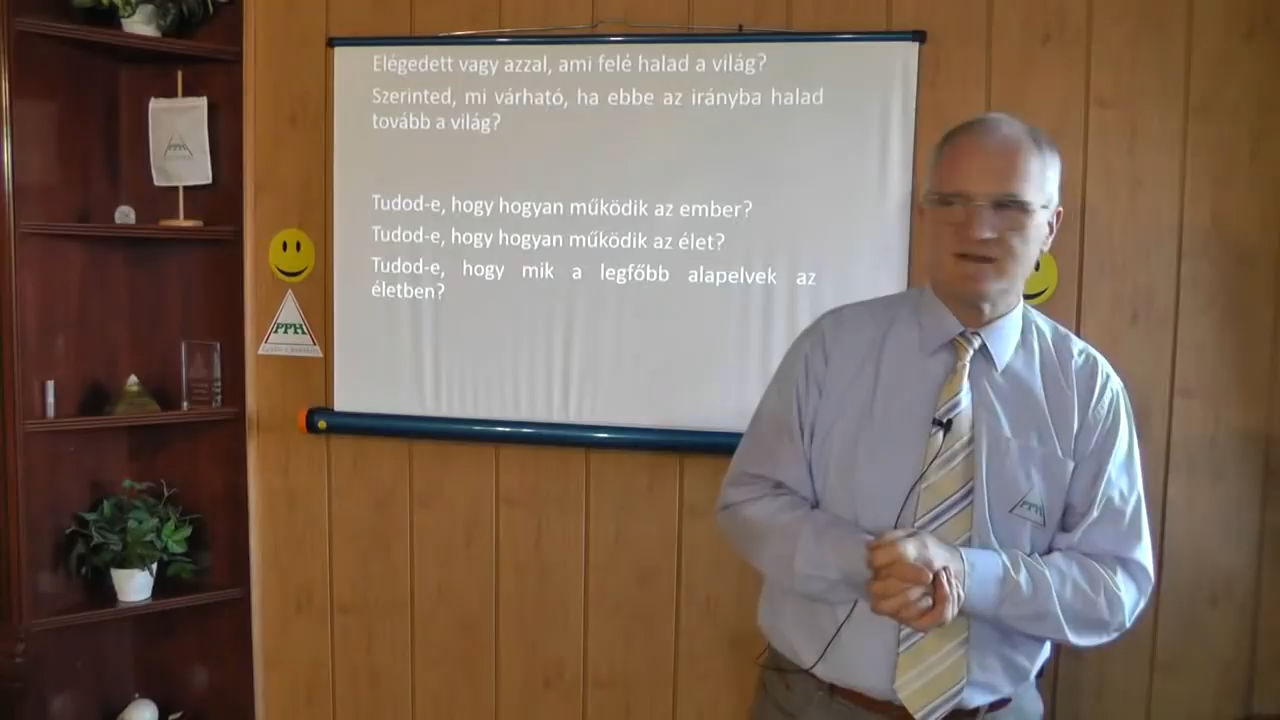 Elégedett vagy azzal, ami felé halad a világ?
Szerinted, mi várható, ha ebbe az irányba halad
tovább a világ?
Tudod-e, hogy hogyan működik az ember?
Tudod-e, hogy hogyan működik az élet?
Tudod-e, hogy mik a legfőbb alapelvek az
életben?
PPH
PPH
PPH